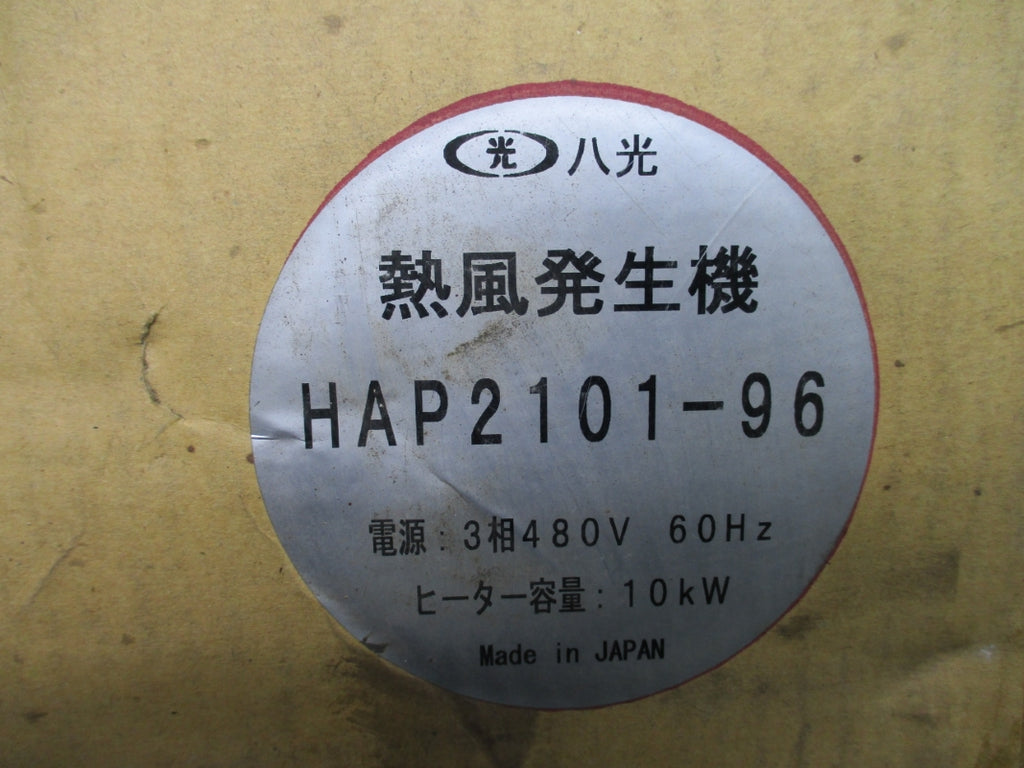 光 八光
熱風発生機
HAP2101-96
電源:3相480V 60Hz
ヒーター容量:10kW
Made in JAPAN